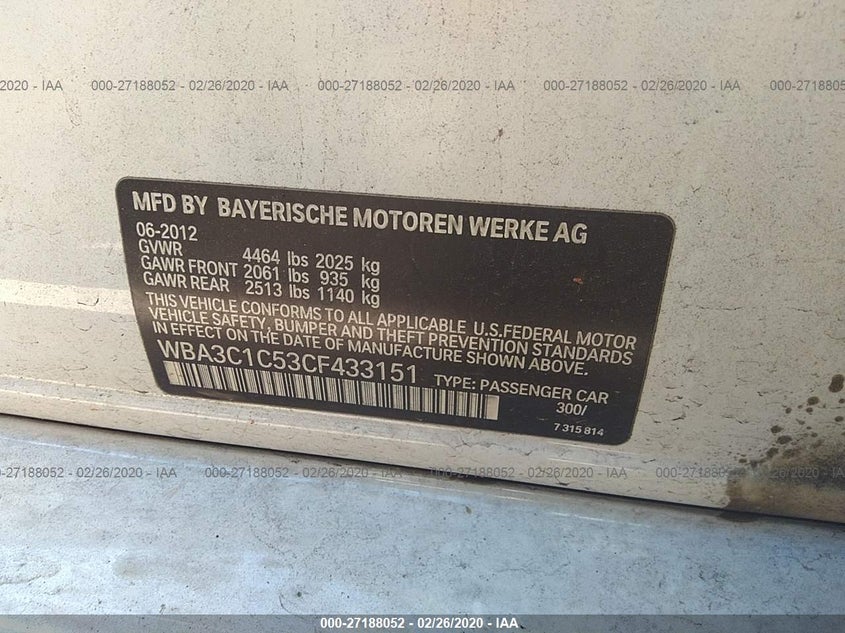 2020 - IAA 000-27188052 - 02/26/2020 - IAA 000-27188052 - 02/26/2020 - IAA 000-27188052 - 02/26/2020 - IAA
MFD BY BAYERISCHE MOTOREN WERKE AG
06-2012
GVWR 4464 lbs 2025 kg
GAWR FRONT 2061 lbs 935 kg
GAWR REAR 2513 lbs 1140 kg
THIS VEHICLE CONFORMS TO ALL APPLICABLE U.S.FEDERAL MOTOR
VEHICLE SAFETY, BUMPER AND THEFT PREVENTION STANDARDS
IN EFFECT ON THE DATE OF MANUFACTURE SHOWN ABOVE.
WBA3C1C53CF433151 TYPE: PASSENGER CAR
300/
7 315 814
0-27188052 - 02/26/2020 - IAA 000-27188052 - 02/26/2020 - IAA 000-27188052 - 02/26/2020 - IAA 000-27188052 - 02/26/2020 - IAA
000-27188052 - 02/26/2020 - IAA